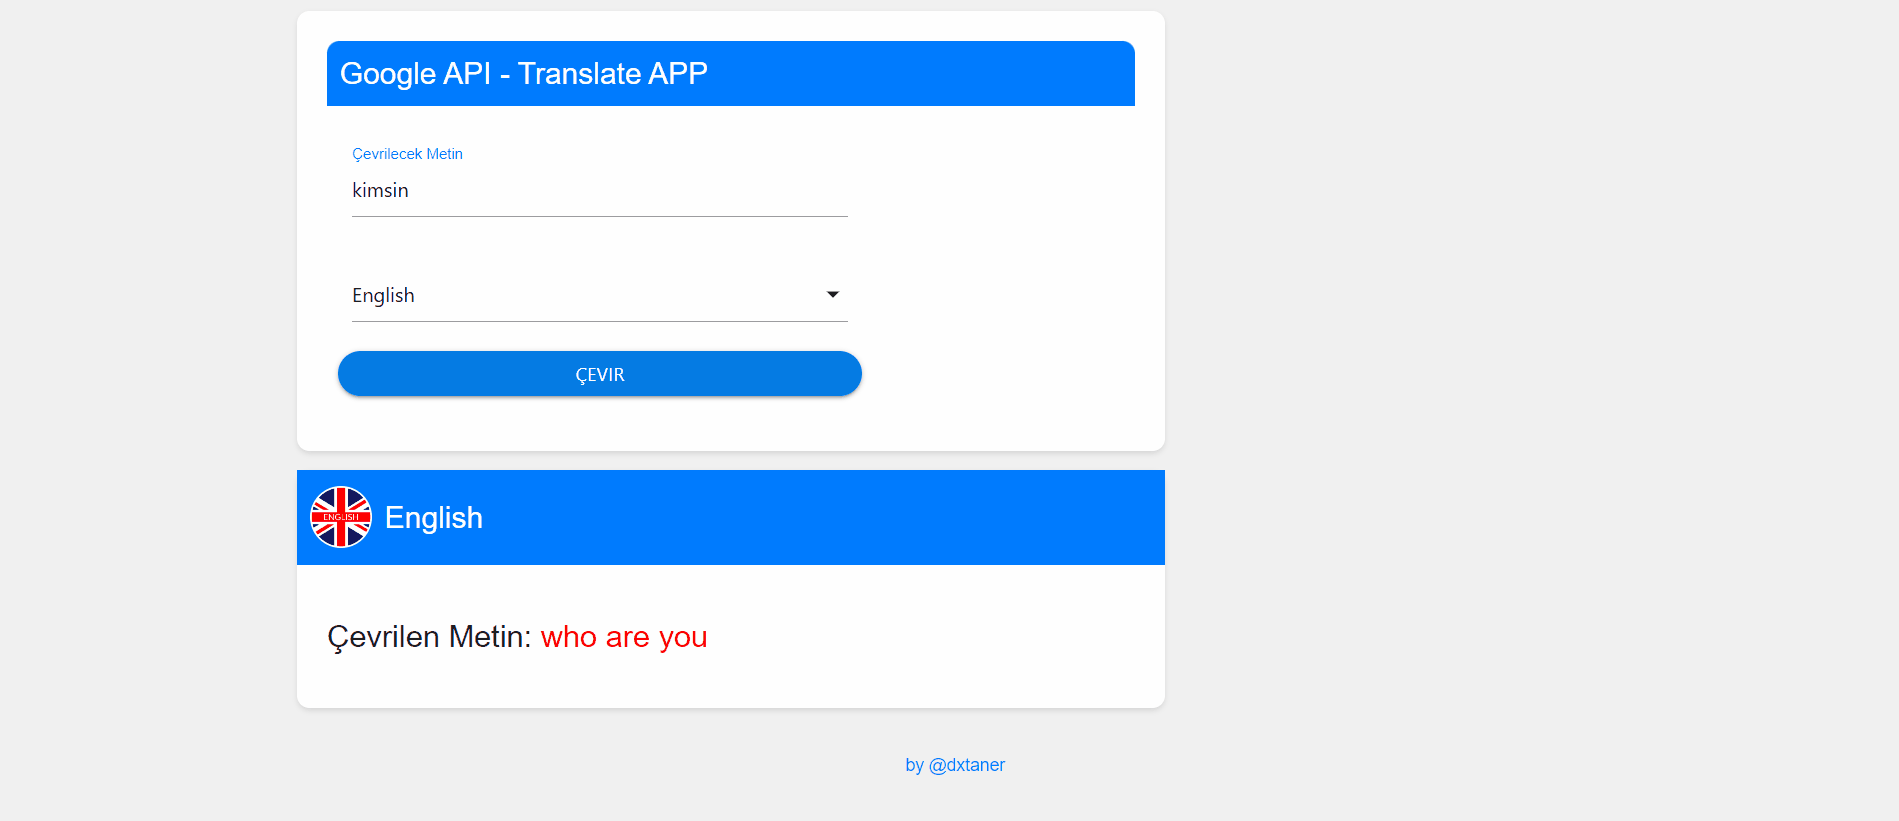 Google API - Translate APP
Çevrilecek Metin
kimsin
English
ÇEVIR
ENGLISH
English
Çevrilen Metin: who are you
by @dxtaner